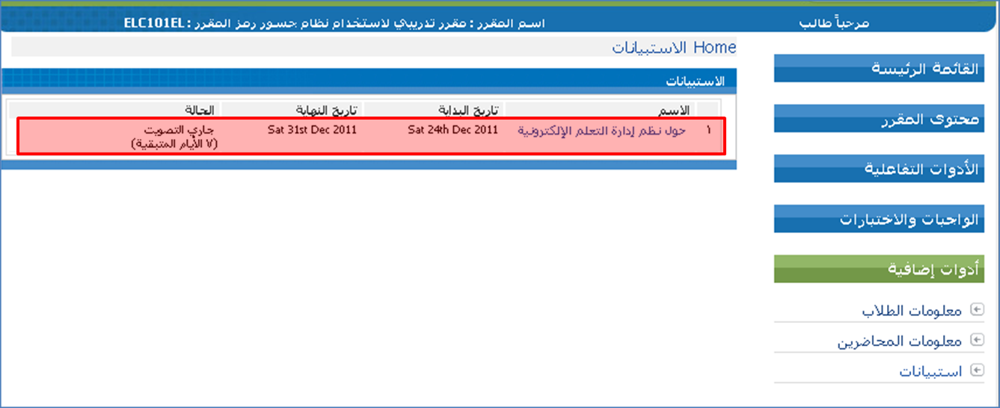 مرحباً طالب
اسم المقرر : مقرر تدريبي لاستخدام نظام جسور رمز المقرر : ELC101EL
القائمة الرئيسة
محتوى المقرر
الأدوات التفاعلية
الواجبات والاختبارات
أدوات إضافية
معلومات الطلاب
معلومات المحاضرين
استبيانات
Home الاستبيانات
الاستبيانات
الاسم تاريخ البداية تاريخ النهاية الحالة
١ حول نظم إدارة التعلم الإلكترونية Sat 24th Dec 2011 Sat 31st Dec 2011 جاري التصويت
(٧ الأيام المتبقية)